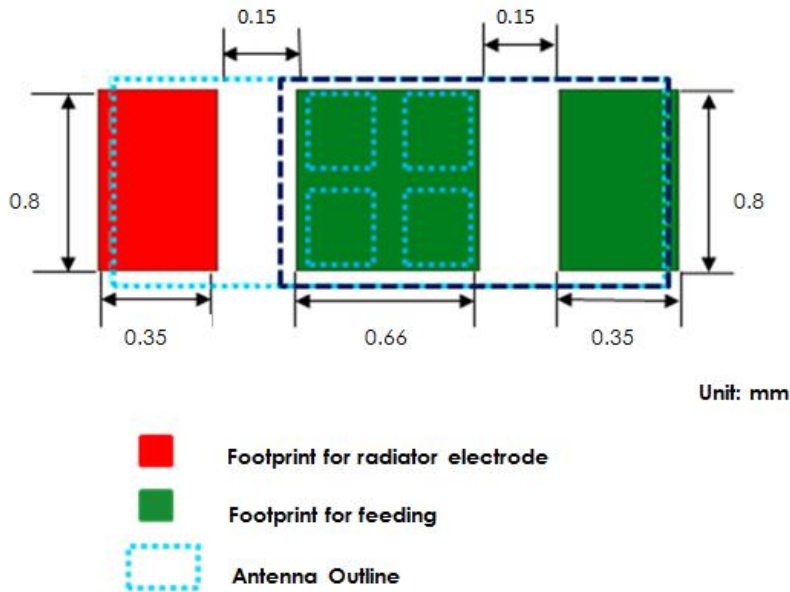 0.15
0.15
0.8
0.8
0.35
0.66
0.35
Unit: mm
Footprint for radiator electrode
Footprint for feeding
Antenna Outline